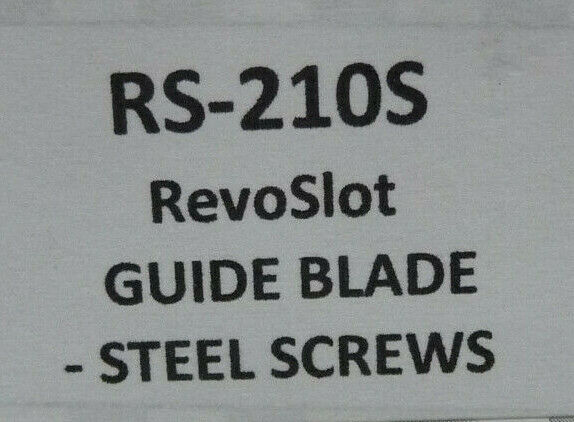 RS-210S
RevoSlot
GUIDE BLADE
- STEEL SCREWS